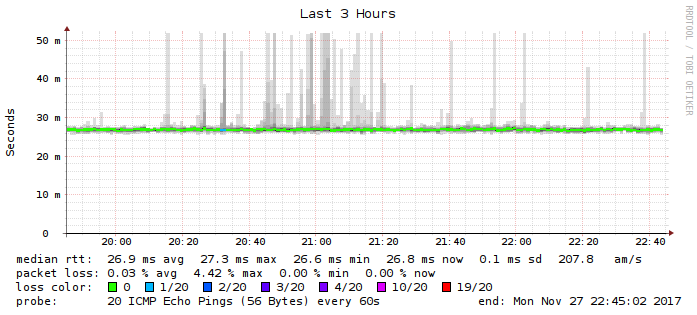 Last 3 Hours
RRDTOOL / TOBI OETIKER
Seconds
50 m
40 m
30 m
20 m
10 m
0
20:00 20:20 20:40 21:00 21:20 21:40 22:00 22:20 22:40
median rtt: 26.9 ms avg 27.3 ms max 26.6 ms min 26.8 ms now 0.1 ms sd 207.8 am/s
packet loss: 0.03 % avg 4.42 % max 0.00 % min 0.00 % now
loss color: 0 1/20 2/20 3/20 4/20 10/20 19/20
probe: 20 ICMP Echo Pings (56 Bytes) every 60s end: Mon Nov 27 22:45:02 2017